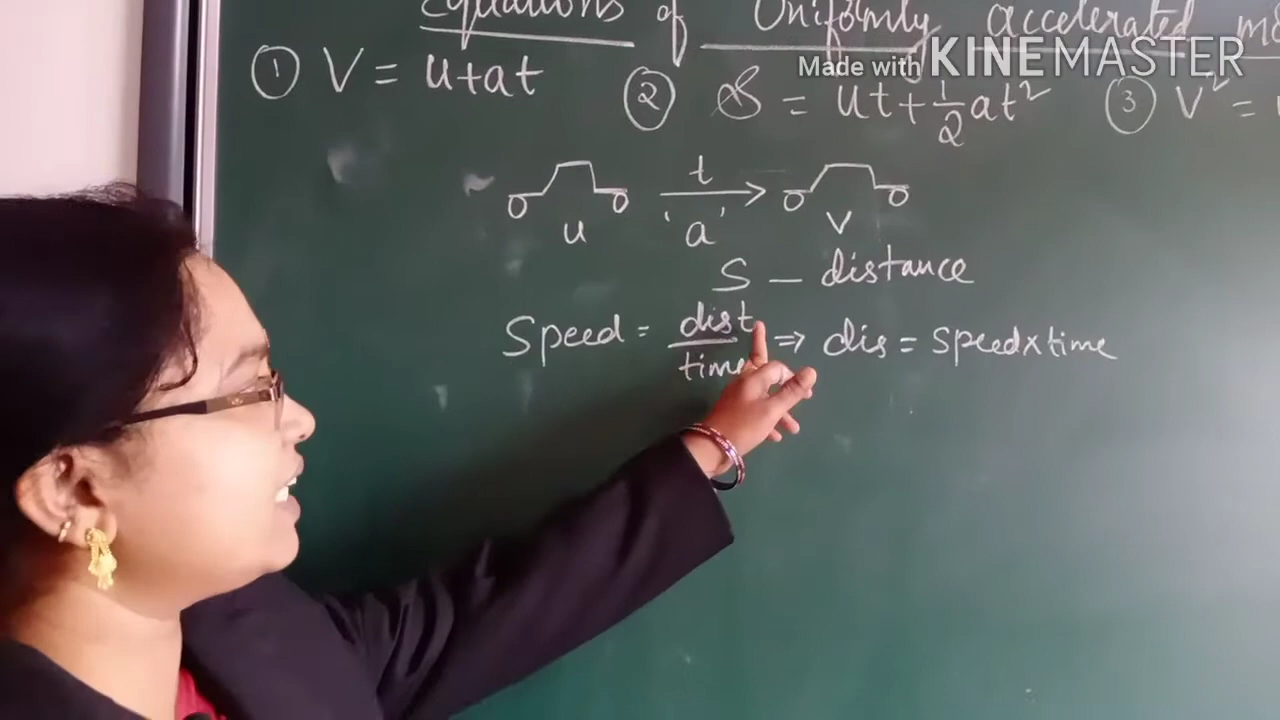 Equations of Uniformly accelerated
Made with KINEMASTER
① V = u+at ② S = ut+½at² ③ V² =
t
u 'a' V
S – distance
Speed = dist/time ⇒ dis = speed×time